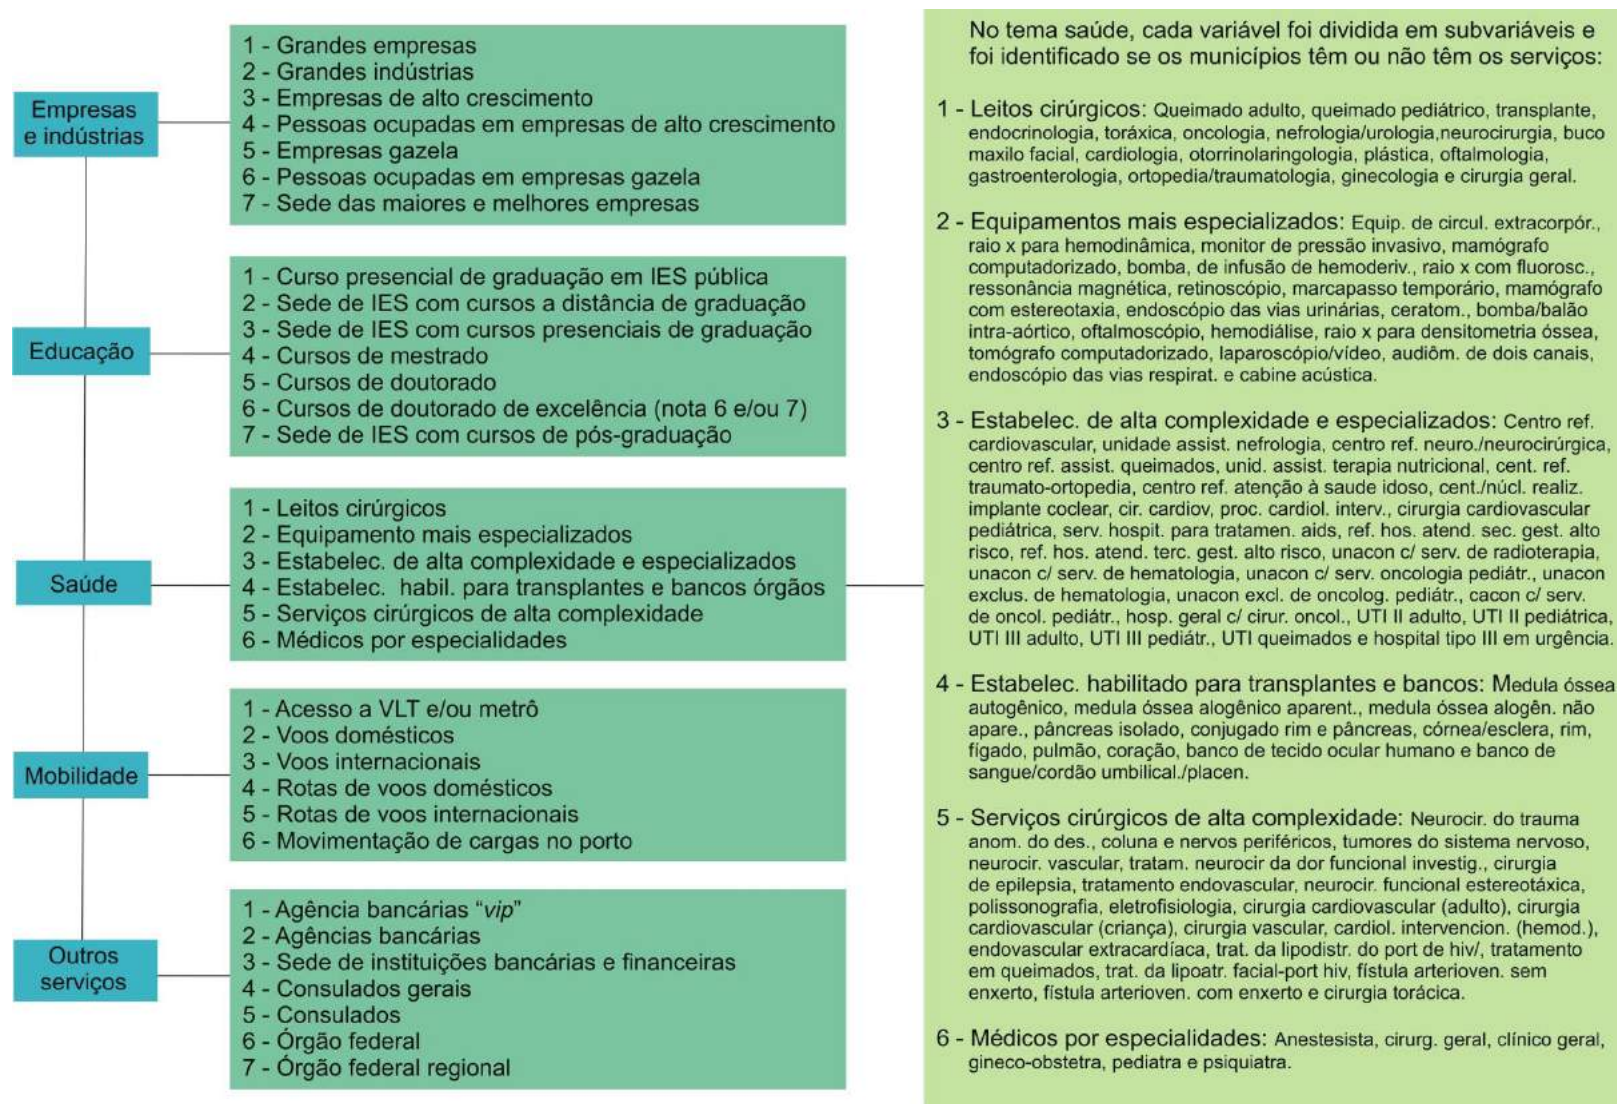 Empresas
e indústrias
1 - Grandes empresas
2 - Grandes indústrias
3 - Empresas de alto crescimento
4 - Pessoas ocupadas em empresas de alto crescimento
5 - Empresas gazela
6 - Pessoas ocupadas em empresas gazela
7 - Sede das maiores e melhores empresas
Educação
1 - Curso presencial de graduação em IES pública
2 - Sede de IES com cursos a distância de graduação
3 - Sede de IES com cursos presenciais de graduação
4 - Cursos de mestrado
5 - Cursos de doutorado
6 - Cursos de doutorado de excelência (nota 6 e/ou 7)
7 - Sede de IES com cursos de pós-graduação
Saúde
1 - Leitos cirúrgicos
2 - Equipamento mais especializados
3 - Estabelec. de alta complexidade e especializados
4 - Estabelec. habil. para transplantes e bancos órgãos
5 - Serviços cirúrgicos de alta complexidade
6 - Médicos por especialidades
Mobilidade
1 - Acesso a VLT e/ou metrô
2 - Voos domésticos
3 - Voos internacionais
4 - Rotas de voos domésticos
5 - Rotas de voos internacionais
6 - Movimentação de cargas no porto
Outros
serviços
1 - Agência bancárias “vip”
2 - Agências bancárias
3 - Sede de instituições bancárias e financeiras
4 - Consulados gerais
5 - Consulados
6 - Órgão federal
7 - Órgão federal regional
No tema saúde, cada variável foi dividida em subvariáveis e
foi identificado se os municípios têm ou não têm os serviços:
1 - Leitos cirúrgicos: Queimado adulto, queimado pediátrico, transplante,
endocrinologia, toráxica, oncologia, nefrologia/urologia,neurocirurgia, buco
maxilo facial, cardiologia, otorrinolaringologia, plástica, oftalmologia,
gastroenterologia, ortopedia/traumatologia, ginecologia e cirurgia geral.
2 - Equipamentos mais especializados: Equip. de circul. extracorpór.,
raio x para hemodinâmica, monitor de pressão invasivo, mamógrafo
computadorizado, bomba, de infusão de hemoderiv., raio x com fluorosc.,
ressonância magnética, retinoscópio, marcapasso temporário, mamógrafo
com estereotaxia, endoscópio das vias urinárias, ceratom., bomba/balão
intra-aórtico, oftalmoscópio, hemodiálise, raio x para densitometria óssea,
tomógrafo computadorizado, laparoscópio/vídeo, audiôm. de dois canais,
endoscópio das vias respirat. e cabine acústica.
3 - Estabelec. de alta complexidade e especializados: Centro ref.
cardiovascular, unidade assist. nefrologia, centro ref. neuro./neurocirúrgica,
centro ref. assist. queimados, unid. assist. terapia nutricional, cent. ref.
traumato-ortopedia, centro ref. atenção à saude idoso, cent./núcl. realiz.
implante coclear, cir. cardiov, proc. cardiol. interv., cirurgia cardiovascular
pediátrica, serv. hospit. para tratamen. aids, ref. hos. atend. sec. gest. alto
risco, ref. hos. atend. terc. gest. alto risco, unacon c/ serv. de radioterapia,
unacon c/ serv. de hematologia, unacon c/ serv. oncologia pediátr., unacon
exclus. de hematologia, unacon excl. de oncolog. pediátr., cacon c/ serv.
de oncol. pediátr., hosp. geral c/ cirur. oncol., UTI II adulto, UTI II pediátrica,
UTI III adulto, UTI III pediátr., UTI queimados e hospital tipo III em urgência.
4 - Estabelec. habilitado para transplantes e bancos: Medula óssea
autogênico, medula óssea alogênico aparent., medula óssea alogên. não
apare., pâncreas isolado, conjugado rim e pâncreas, córnea/esclera, rim,
fígado, pulmão, coração, banco de tecido ocular humano e banco de
sangue/cordão umbilical./placen.
5 - Serviços cirúrgicos de alta complexidade: Neurocir. do trauma
anom. do des., coluna e nervos periféricos, tumores do sistema nervoso,
neurocir. vascular, tratam. neurocir da dor funcional investig., cirurgia
de epilepsia, tratamento endovascular, neurocir. funcional estereotáxica,
polissonografia, eletrofisiologia, cirurgia cardiovascular (adulto), cirurgia
cardiovascular (criança), cirurgia vascular, cardiol. intervencion. (hemod.),
endovascular extracardíaca, trat. da lipodistr. do port de hiv/, tratamento
em queimados, trat. da lipoatr. facial-port hiv, fístula arterioven. sem
enxerto, fístula arterioven. com enxerto e cirurgia torácica.
6 - Médicos por especialidades: Anestesista, cirurg. geral, clínico geral,
gineco-obstetra, pediatra e psiquiatra.